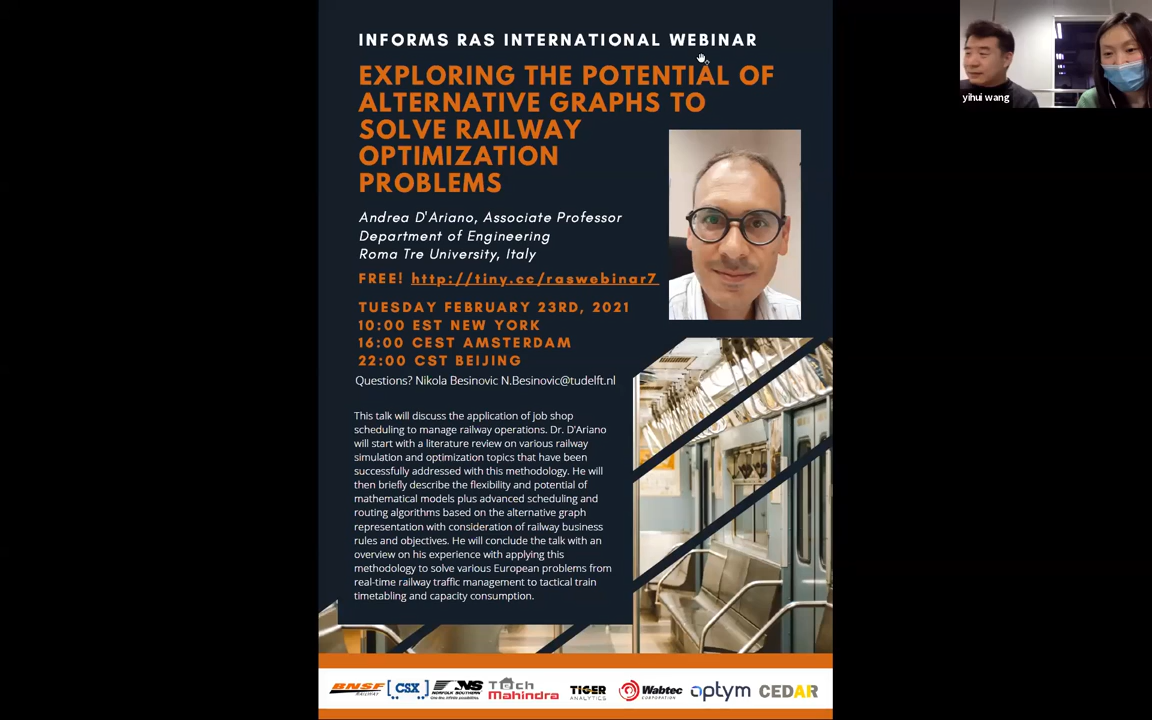 INFORMS RAS INTERNATIONAL WEBINAR
EXPLORING THE POTENTIAL OF
ALTERNATIVE GRAPHS TO
SOLVE RAILWAY
OPTIMIZATION
PROBLEMS
Andrea D'Ariano, Associate Professor
Department of Engineering
Roma Tre University, Italy
FREE! http://tiny.cc/raswebinar7
TUESDAY FEBRUARY 23RD, 2021
10:00 EST NEW YORK
16:00 CEST AMSTERDAM
22:00 CST BEIJING
Questions? Nikola Besinovic N.Besinovic@tudelft.nl
This talk will discuss the application of job shop
scheduling to manage railway operations. Dr. D'Ariano
will start with a literature review on various railway
simulation and optimization topics that have been
successfully addressed with this methodology. He will
then briefly describe the flexibility and potential of
mathematical models plus advanced scheduling and
routing algorithms based on the alternative graph
representation with consideration of railway business
rules and objectives. He will conclude the talk with an
overview on his experience with applying this
methodology to solve various European problems from
real-time railway traffic management to tactical train
timetabling and capacity consumption.
BNSF RAILWAY
CSX
NS NORFOLK SOUTHERN
Tech Mahindra
TIGER ANALYTICS
Wabtec CORPORATION
optym
CEDAR
yihui wang